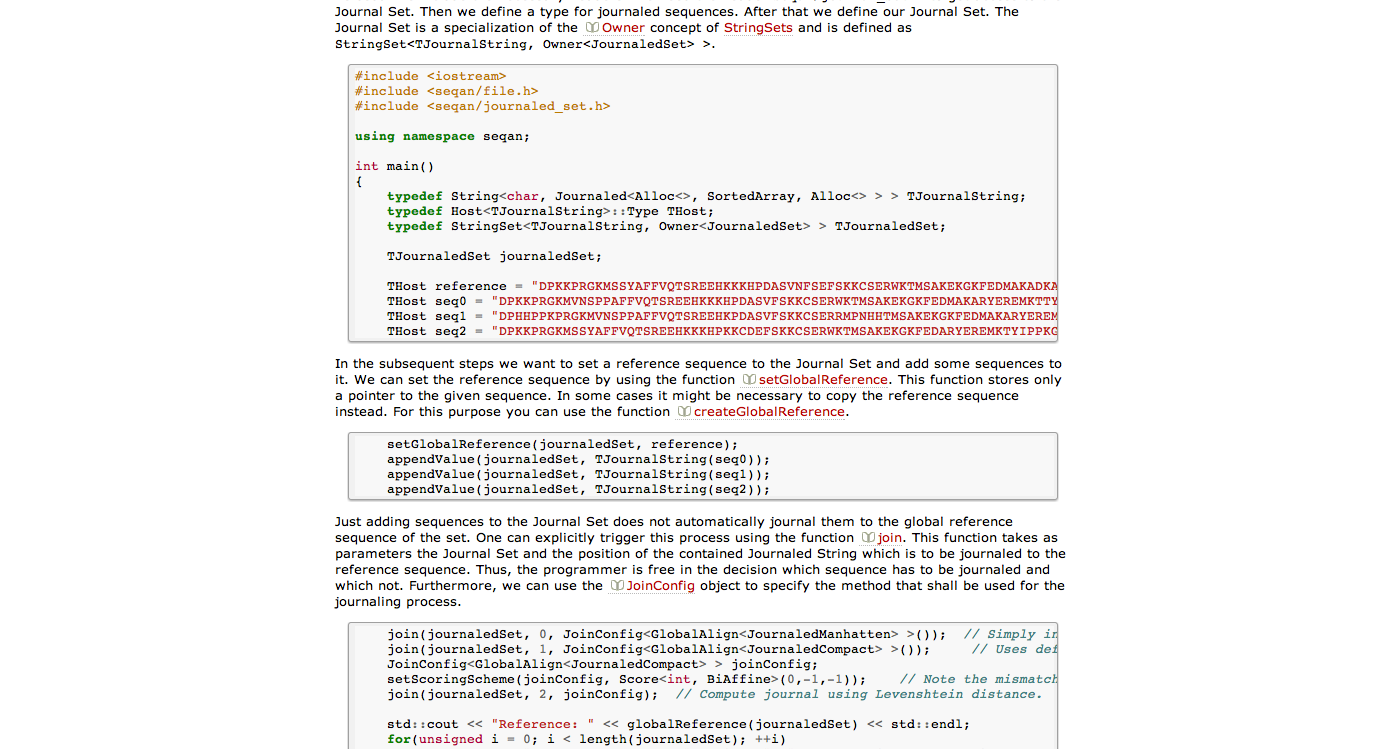 Journal Set. Then we define a type for journaled sequences. After that we define our Journal Set. The
Journal Set is a specialization of the Owner concept of StringSets and is defined as
StringSet<TJournalString, Owner<JournaledSet> >.
#include <iostream>
#include <seqan/file.h>
#include <seqan/journaled_set.h>
using namespace seqan;
int main()
{
typedef String<char, Journaled<Alloc<>, SortedArray, Alloc<> > > TJournalString;
typedef Host<TJournalString>::Type THost;
typedef StringSet<TJournalString, Owner<JournaledSet> > TJournaledSet;
TJournaledSet journaledSet;
THost reference = "DPKKPRGKMSSYAFFVQTSREEHKKKHPDASVNFSEFSKKCSERWKTMSAKEKGKFEDMAKADKA
THost seq0 = "DPKKPRGKMVNSPPAFFVQTSREEHKKKHPDASVFSKKCSERWKTMSAKEKGKFEDMAKARYEREMKTTY
THost seq1 = "DPHHPPKPRGKMVNSPPAFFVQTSREEHKPDASVFSKKCSERRMPNHHTMSAKEKGKFEDMAKARYEREM
THost seq2 = "DPKKPRGKMSSYAFFVQTSREEHKKKHPKKCDEFSKKCSERWKTMSAKEKGKFEDARYEREMKTYIPPKG
In the subsequent steps we want to set a reference sequence to the Journal Set and add some sequences to
it. We can set the reference sequence by using the function setGlobalReference. This function stores only
a pointer to the given sequence. In some cases it might be necessary to copy the reference sequence
instead. For this purpose you can use the function createGlobalReference.
setGlobalReference(journaledSet, reference);
appendValue(journaledSet, TJournalString(seq0));
appendValue(journaledSet, TJournalString(seq1));
appendValue(journaledSet, TJournalString(seq2));
Just adding sequences to the Journal Set does not automatically journal them to the global reference
sequence of the set. One can explicitly trigger this process using the function join. This function takes as
parameters the Journal Set and the position of the contained Journaled String which is to be journaled to the
reference sequence. Thus, the programmer is free in the decision which sequence has to be journaled and
which not. Furthermore, we can use the JoinConfig object to specify the method that shall be used for the
journaling process.
join(journaledSet, 0, JoinConfig<GlobalAlign<JournaledManhatten> >()); // Simply in
join(journaledSet, 1, JoinConfig<GlobalAlign<JournaledCompact> >()); // Uses def
JoinConfig<GlobalAlign<JournaledCompact> > joinConfig;
setScoringScheme(joinConfig, Score<int, BiAffine>(0,-1,-1)); // Note the mismatch
join(journaledSet, 2, joinConfig); // Compute journal using Levenshtein distance.
std::cout << "Reference: " << globalReference(journaledSet) << std::endl;
for(unsigned i = 0; i < length(journaledSet); ++i)